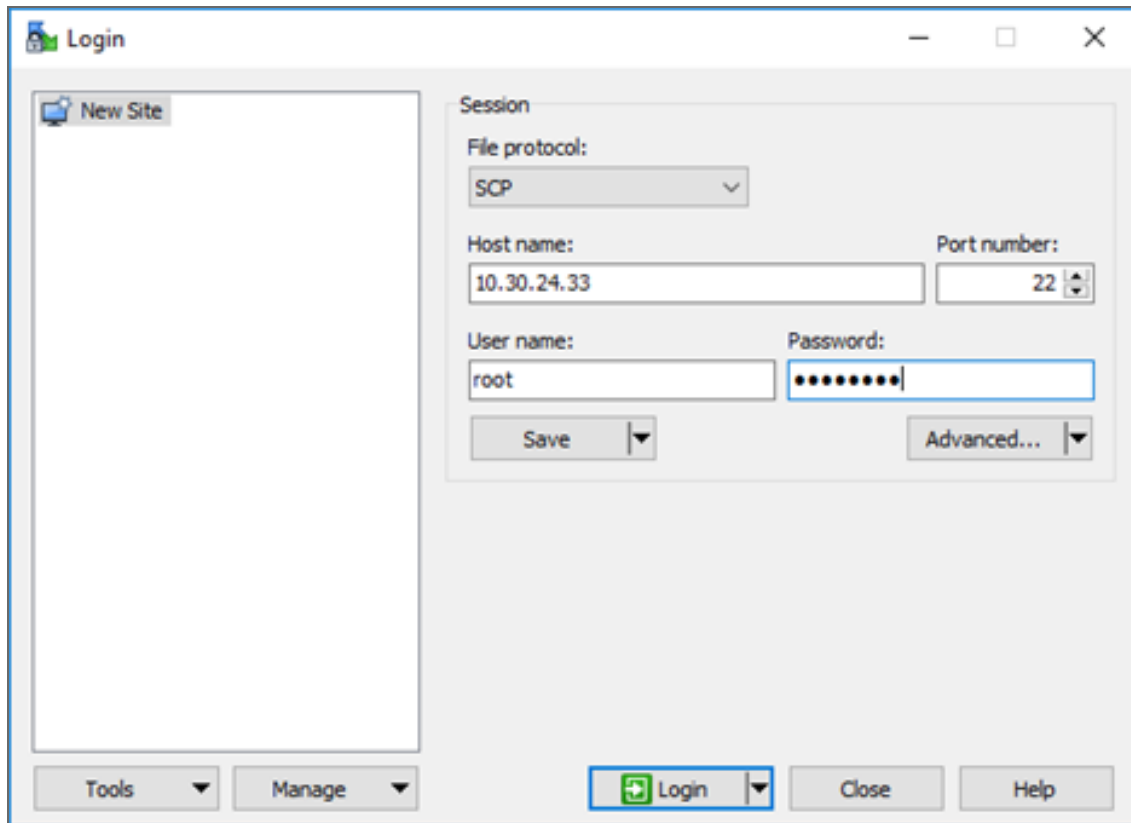 Login
New Site
Session
File protocol:
SCP
Host name:
Port number:
10.30.24.33
22
User name:
Password:
root
••••••••
Save
Advanced...
Tools
Manage
Login
Close
Help